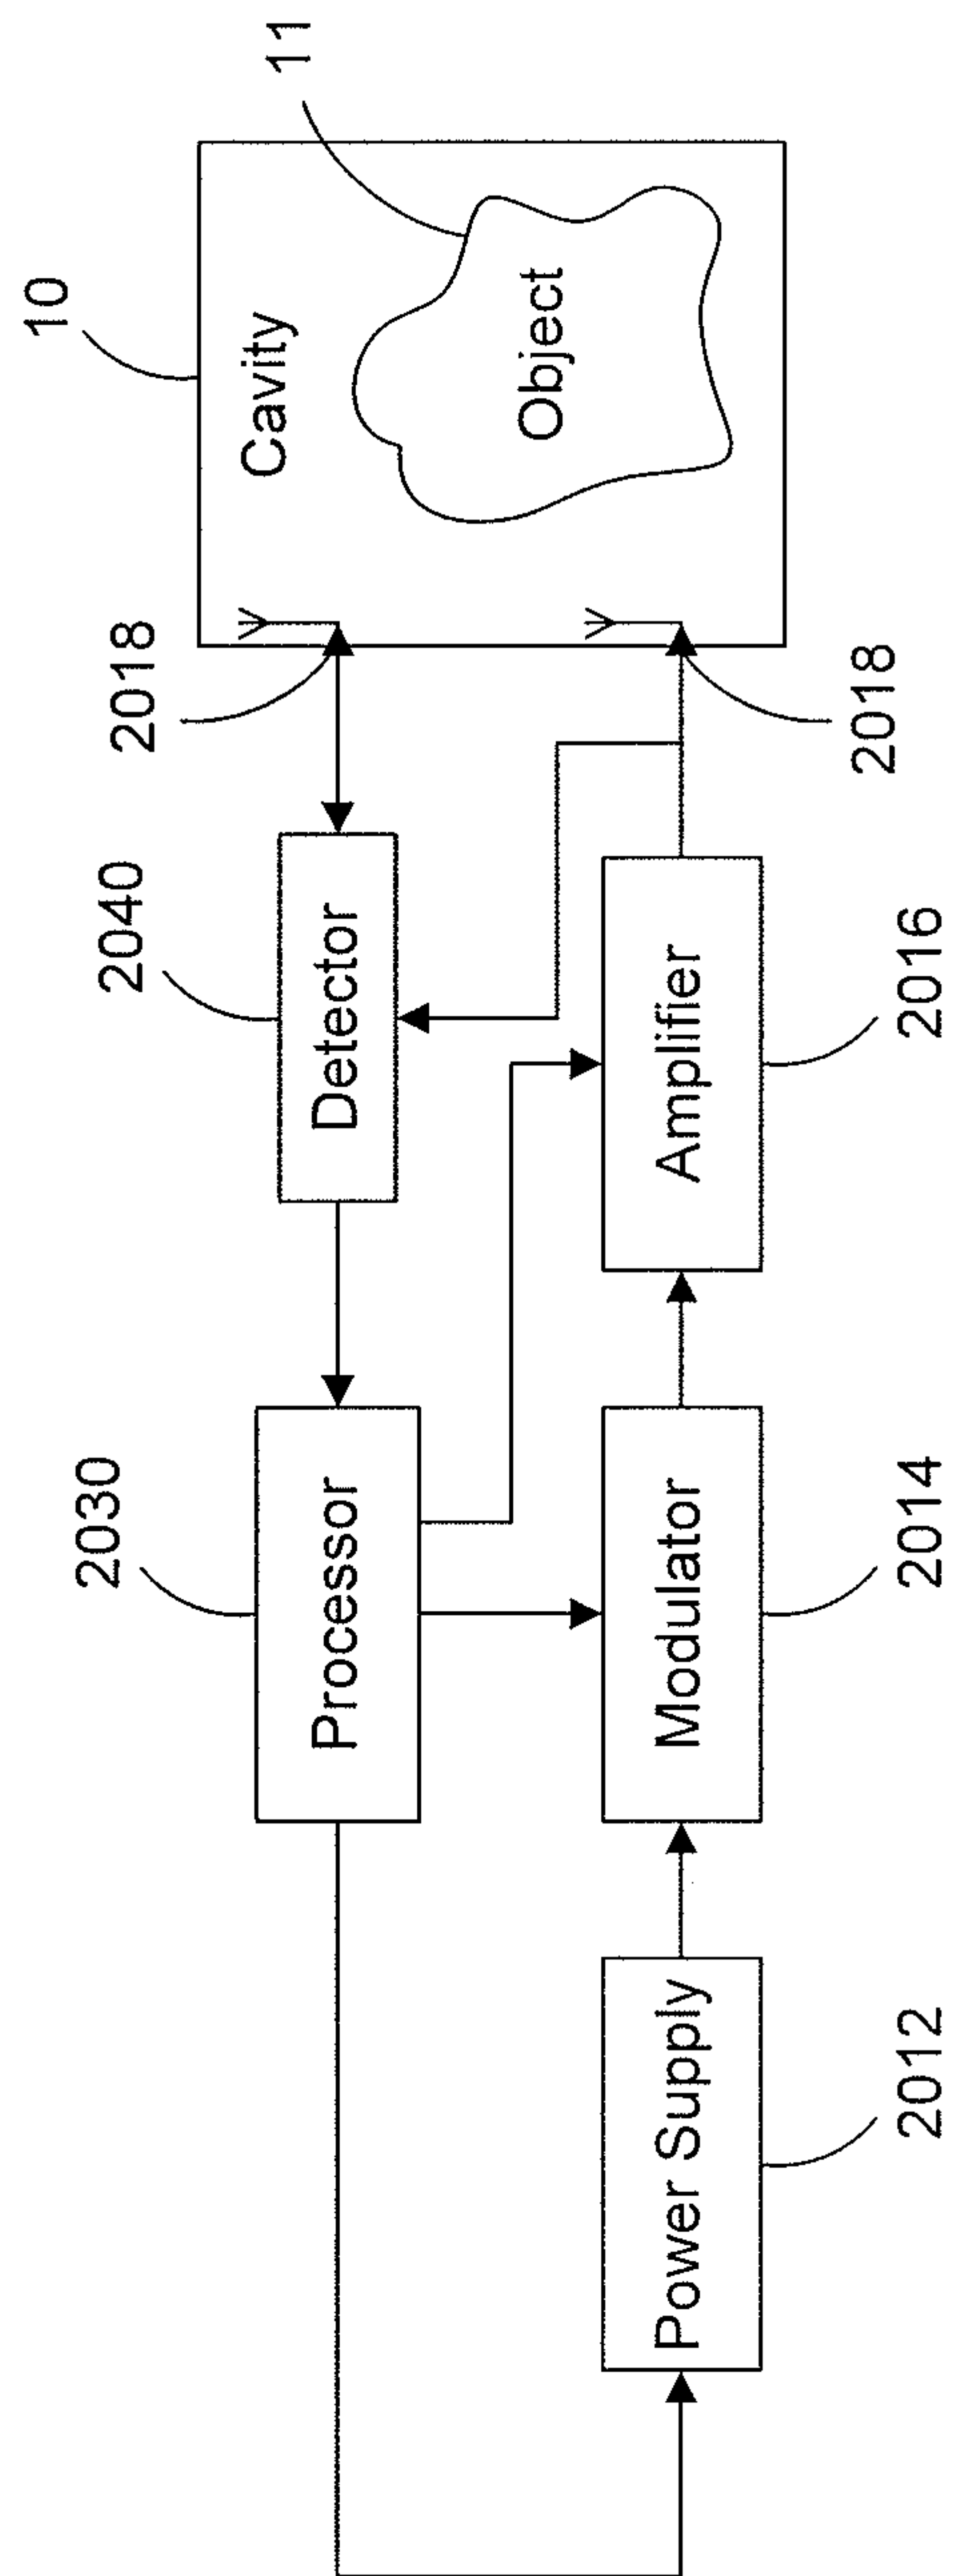 10
11
Cavity
Object
2018
2018
2040
Detector
Amplifier
2016
2030
Processor
Modulator
2014
Power Supply
2012